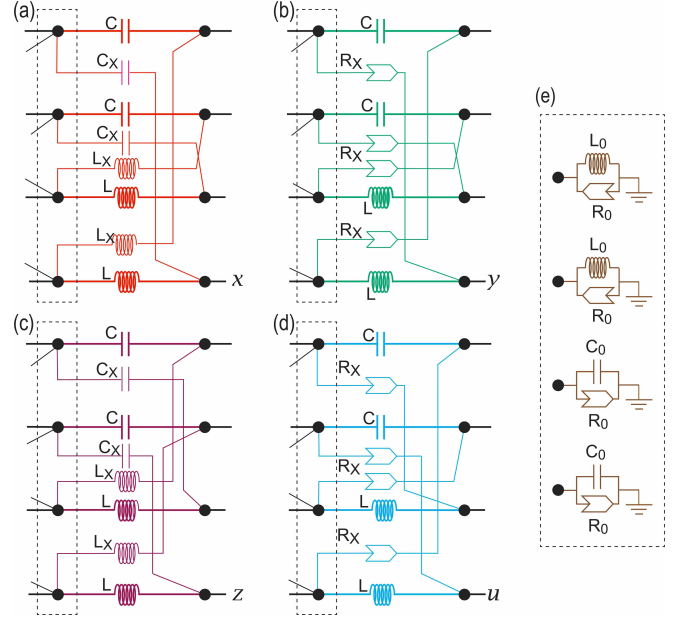 (a)
C
Cₓ
C
Cₓ
Lₓ
L
Lₓ
L
x
(b)
C
Rₓ
C
Rₓ
L
Rₓ
L
y
(c)
C
Cₓ
C
Cₓ
Lₓ
L
Lₓ
L
z
(d)
C
Rₓ
C
Rₓ
L
Rₓ
L
u
(e)
L₀
R₀
L₀
R₀
C₀
R₀
C₀
R₀